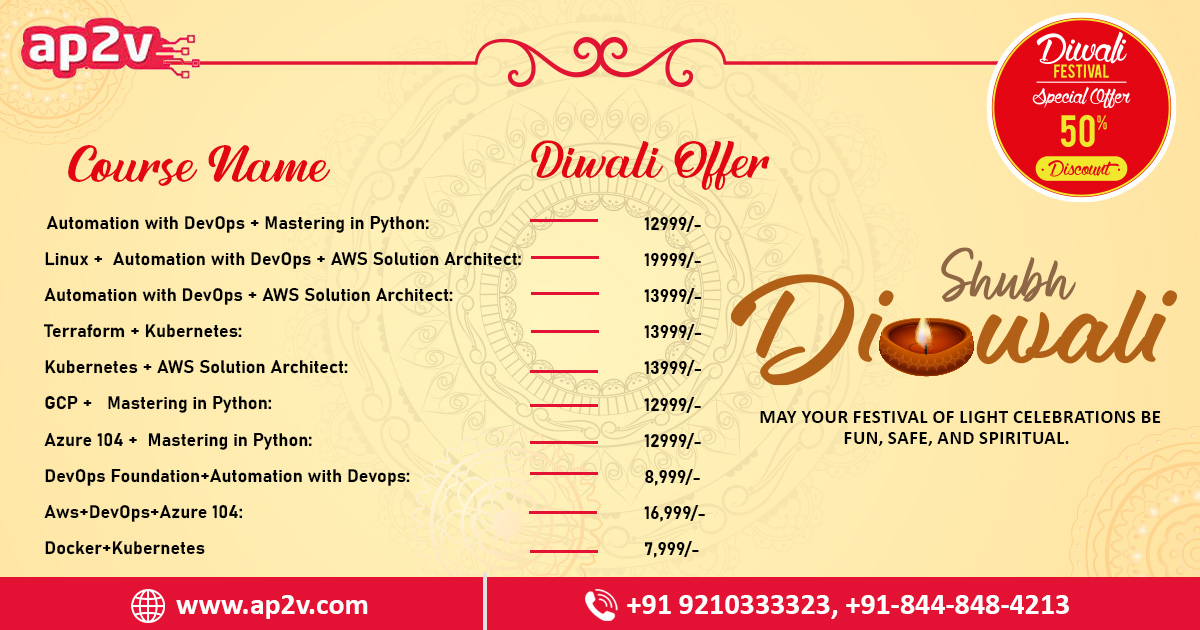 ap2v
Diwali
FESTIVAL
Special Offer
50%
Discount
Course Name Diwali Offer
Automation with DevOps + Mastering in Python: 12999/-
Linux + Automation with DevOps + AWS Solution Architect: 19999/-
Automation with DevOps + AWS Solution Architect: 13999/-
Terraform + Kubernetes: 13999/-
Kubernetes + AWS Solution Architect: 13999/-
GCP + Mastering in Python: 12999/-
Azure 104 + Mastering in Python: 12999/-
DevOps Foundation+Automation with Devops: 8,999/-
Aws+DevOps+Azure 104: 16,999/-
Docker+Kubernetes 7,999/-
Shubh
Diwali
MAY YOUR FESTIVAL OF LIGHT CELEBRATIONS BE
FUN, SAFE, AND SPIRITUAL.
www.ap2v.com +91 9210333323, +91-844-848-4213